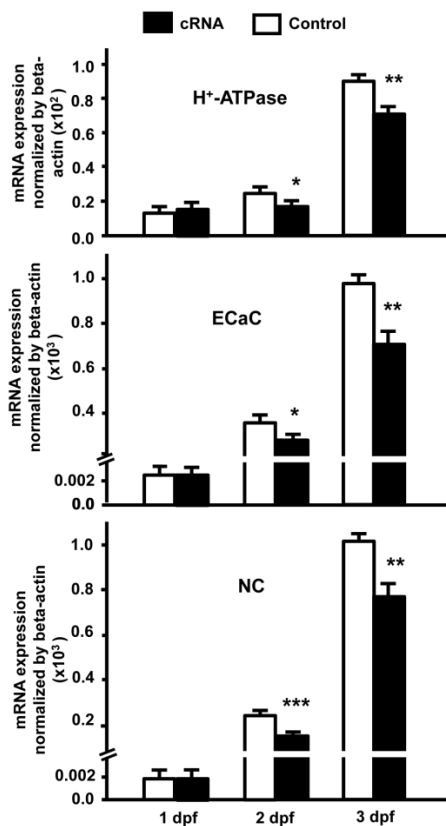 cRNA Control
mRNA expression
normalized by beta-
actin (x10²)
H⁺-ATPase
1.0
0.8
0.6
0.4
0.2
0.0
*
**
mRNA expression
normalized by beta-actin
(x10³)
ECaC
1.0
0.8
0.6
0.4
0.002
0.0
*
**
mRNA expression
normalized by beta-actin
(x10³)
NC
1.0
0.8
0.6
0.4
0.2
0.002
0.0
***
**
1 dpf 2 dpf 3 dpf